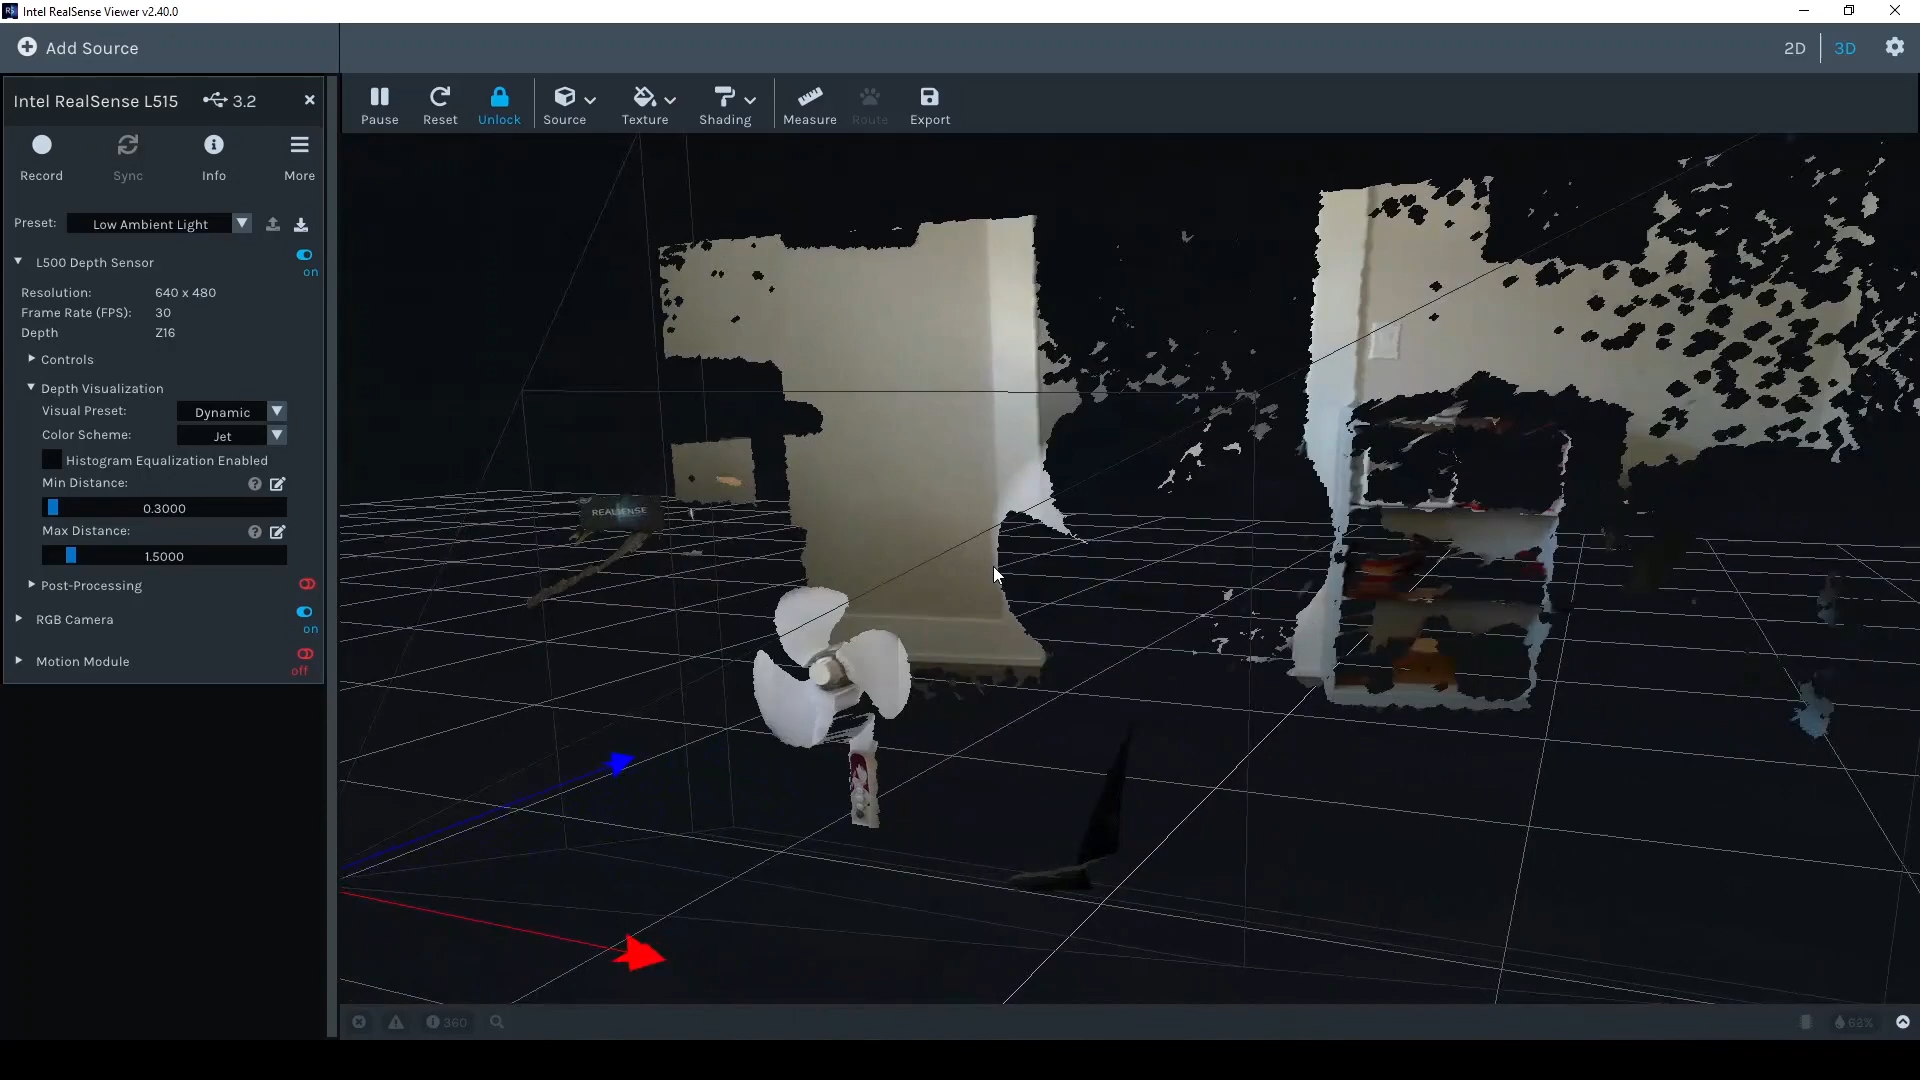 Intel RealSense Viewer v2.40.0
Add Source
2D
3D
Intel RealSense L515
3.2
Pause
Reset
Unlock
Source
Texture
Shading
Measure
Route
Export
Record
Sync
Info
More
Preset:
Low Ambient Light
L500 Depth Sensor
on
Resolution: 640 x 480
Frame Rate (FPS): 30
Depth Z16
Controls
Depth Visualization
Visual Preset: Dynamic
Color Scheme: Jet
Histogram Equalization Enabled
Min Distance:
0.3000
Max Distance:
1.5000
Post-Processing
RGB Camera
on
Motion Module
off
REALSENSE
360
63%